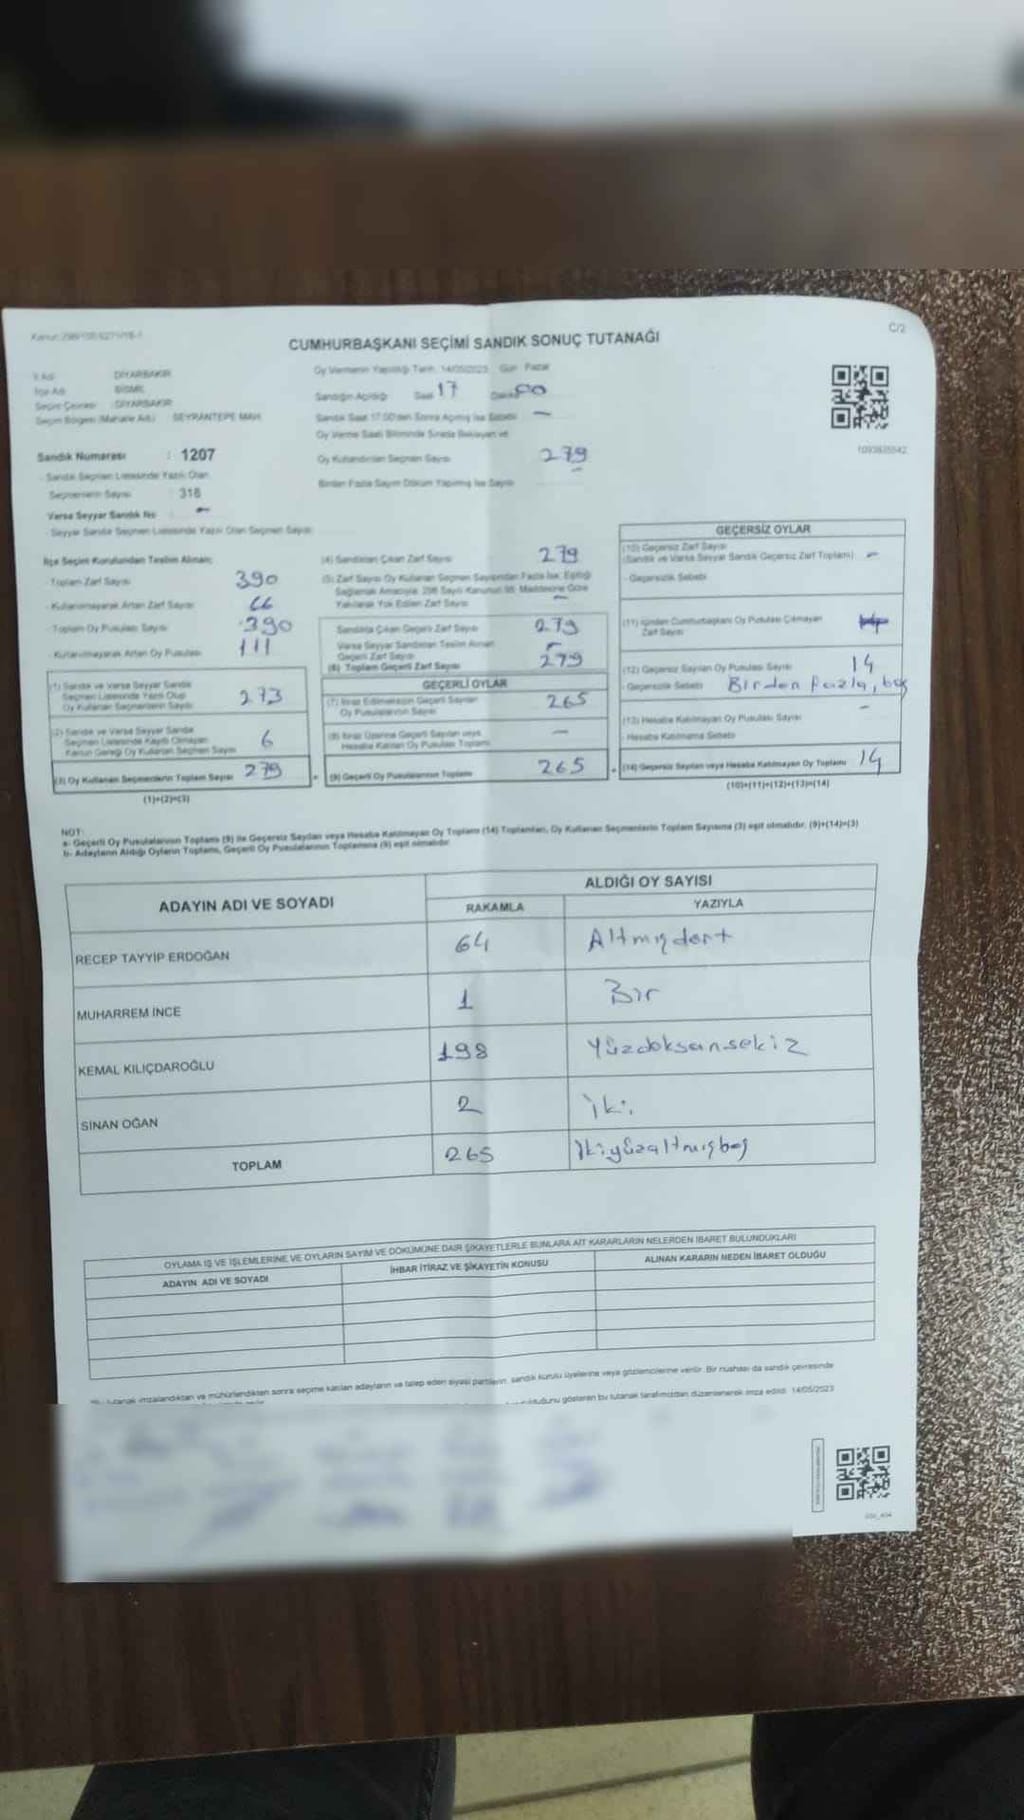 C/2
CUMHURBAŞKANI SEÇİMİ SANDIK SONUÇ TUTANAĞI
İl Adı DİYARBAKIR
İlçe Adı BİSMİL
Seçim Çevresi : DİYARBAKIR
Seçim Bölgesi (Mahalle Adı) : SEYRANTEPE MAH.
Oy Vermenin Yapıldığı Tarih: 14/05/2023 Gün: Pazar
Sandığın Açıldığı Saat 17 Dakika 00
Sandık Saat 17.00'den Sonra Açılmış İse Sebebi –
Oy Verme Saati Bitiminde Sırada Bekleyen ve
Oy Kullandırılan Seçmen Sayısı 279
Birden Fazla Sayım Döküm Yapılmış İse Sayısı
Sandık Numarası : 1207
Sandık Seçmen Listesinde Yazılı Olan
Seçmenlerin Sayısı : 318
Varsa Seyyar Sandık No –
Seyyar Sandık Seçmen Listesinde Yazılı Olan Seçmen Sayısı:
İlçe Seçim Kurulundan Teslim Alınan;
- Toplam Zarf Sayısı 390
- Kullanılmayarak Artan Zarf Sayısı
- Toplam Oy Pusulası Sayısı 390
- Kullanılmayarak Artan Oy Pusulası 111
(1) Sandık ve Varsa Seyyar Sandık
Seçmen Listesinde Yazılı Olup
Oy Kullanan Seçmenlerin Sayısı 273
(2) Sandık ve Varsa Seyyar Sandık
Seçmen Listesinde Kayıtlı Olmayan
Kanun Gereği Oy Kullanan Seçmen Sayısı 6
(3) Oy Kullanan Seçmenlerin Toplam Sayısı 279
(1)+(2)=(3)
(4) Sandıktan Çıkan Zarf Sayısı 279
(5) Zarf Sayısı Oy Kullanan Seçmen Sayısından Fazla İse, Eşitliği
Sağlamak Amacıyla 298 Sayılı Kanunun 98. Maddesine Göre
Yakılarak Yok Edilen Zarf Sayısı –
Sandıkta Çıkan Geçerli Zarf Sayısı 279
Varsa Seyyar Sandıktan Teslim Alınan
Geçerli Zarf Sayısı –
(6) Toplam Geçerli Zarf Sayısı 279
GEÇERLİ OYLAR
(7) İtiraz Edilmeksizin Geçerli Sayılan
Oy Pusulalarının Sayısı 265
(8) İtiraz Üzerine Geçerli Sayılan veya
Hesaba Katılan Oy Pusulası Toplamı –
(9) Geçerli Oy Pusulalarının Toplamı 265
GEÇERSİZ OYLAR
(10) Geçersiz Zarf Sayısı
(Sandık ve Varsa Seyyar Sandık Geçersiz Zarf Toplamı) –
- Geçersizlik Sebebi
(11) İçinden Cumhurbaşkanı Oy Pusulası Çıkmayan
Zarf Sayısı
(12) Geçersiz Sayılan Oy Pusulası Sayısı 14
- Geçersizlik Sebebi Birden fazla, boş
(13) Hesaba Katılmayan Oy Pusulası Sayısı –
- Hesaba Katılmama Sebebi
(14) Geçersiz Sayılan veya Hesaba Katılmayan Oy Toplamı 14
(10)+(11)+(12)+(13)=(14)
NOT:
a- Geçerli Oy Pusulalarının Toplamı (9) ile Geçersiz Sayılan veya Hesaba Katılmayan Oy Toplamı (14) Toplamları, Oy Kullanan Seçmenlerin Toplam Sayısına (3) eşit olmalıdır. (9)+(14)=(3)
b- Adayların Aldığı Oyların Toplamı, Geçerli Oy Pusulalarının Toplamına (9) eşit olmalıdır.
ADAYIN ADI VE SOYADI
ALDIĞI OY SAYISI
RAKAMLA YAZIYLA
RECEP TAYYİP ERDOĞAN 64 Altmışdört
MUHARREM İNCE 1 Bir
KEMAL KILIÇDAROĞLU 198 Yüzdoksansekiz
SİNAN OĞAN 2 İki
TOPLAM 265 İkiyüzaltmışbeş
OYLAMA İŞ VE İŞLEMLERİNE VE OYLARIN SAYIM VE DÖKÜMÜNE DAİR ŞİKAYETLERLE BUNLARA AİT KARARLARIN NELERDEN İBARET BULUNDUKLARI
ADAYIN ADI VE SOYADI İHBAR İTİRAZ VE ŞİKAYETİN KONUSU ALINAN KARARIN NEDEN İBARET OLDUĞU
tutanak imzalandıktan ve mühürlendikten sonra seçime katılan adayların ve talep eden siyasi partilerin, sandık kurulu üyelerine veya gözlemcilerine verilir. Bir nüshası da sandık çevresinde
olduğunu gösteren bu tutanak tarafımızdan düzenlenerek imza edildi. 14/05/2023